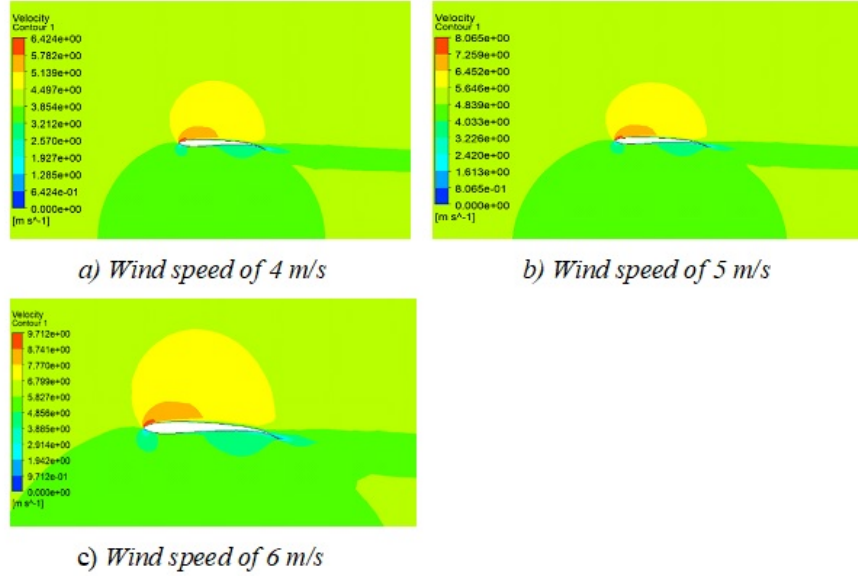 Velocity
Contour 1
6.424e+00
5.782e+00
5.139e+00
4.497e+00
3.854e+00
3.212e+00
2.570e+00
1.927e+00
1.285e+00
6.424e-01
0.000e+00
[m s^-1]
a) Wind speed of 4 m/s
Velocity
Contour 1
8.065e+00
7.259e+00
6.452e+00
5.646e+00
4.839e+00
4.033e+00
3.226e+00
2.420e+00
1.613e+00
8.065e-01
0.000e+00
[m s^-1]
b) Wind speed of 5 m/s
Velocity
Contour 1
9.712e+00
8.741e+00
7.770e+00
6.799e+00
5.827e+00
4.856e+00
3.885e+00
2.914e+00
1.942e+00
9.712e-01
0.000e+00
[m s^-1]
c) Wind speed of 6 m/s